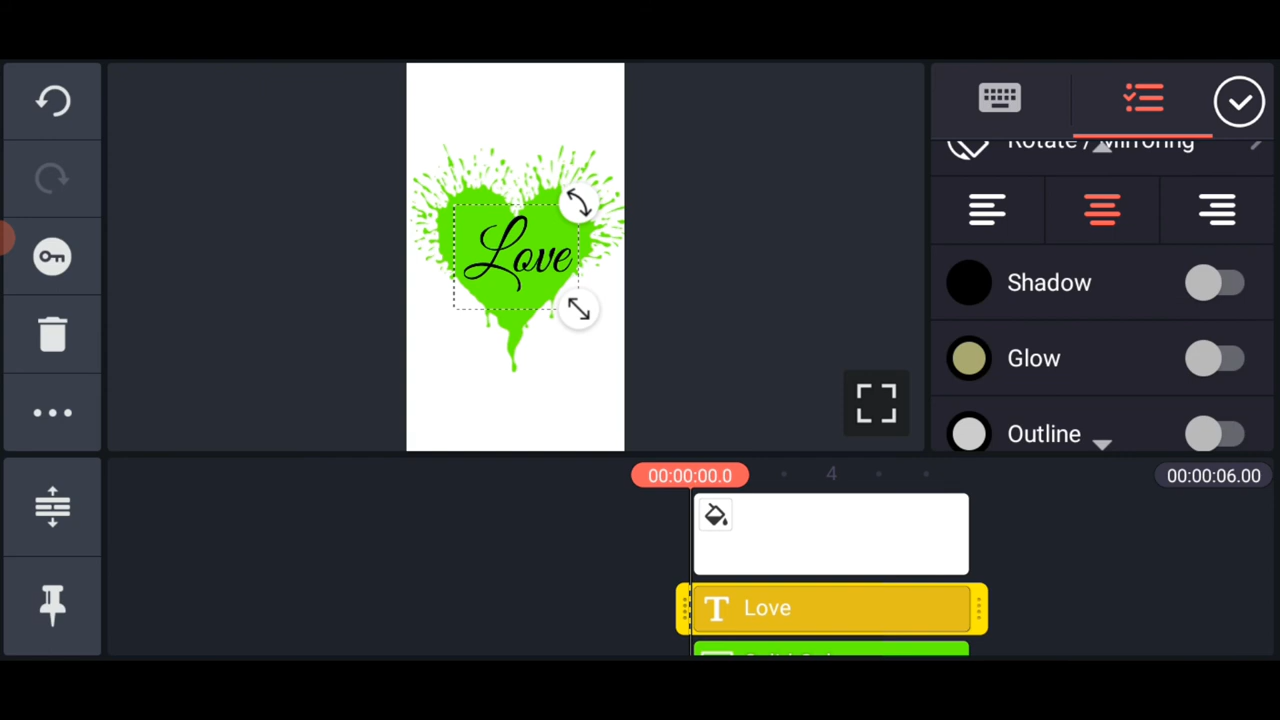 Rotate / Mirroring
Love
Shadow
Glow
Outline
00:00:00.0
4
00:00:06.00
Love